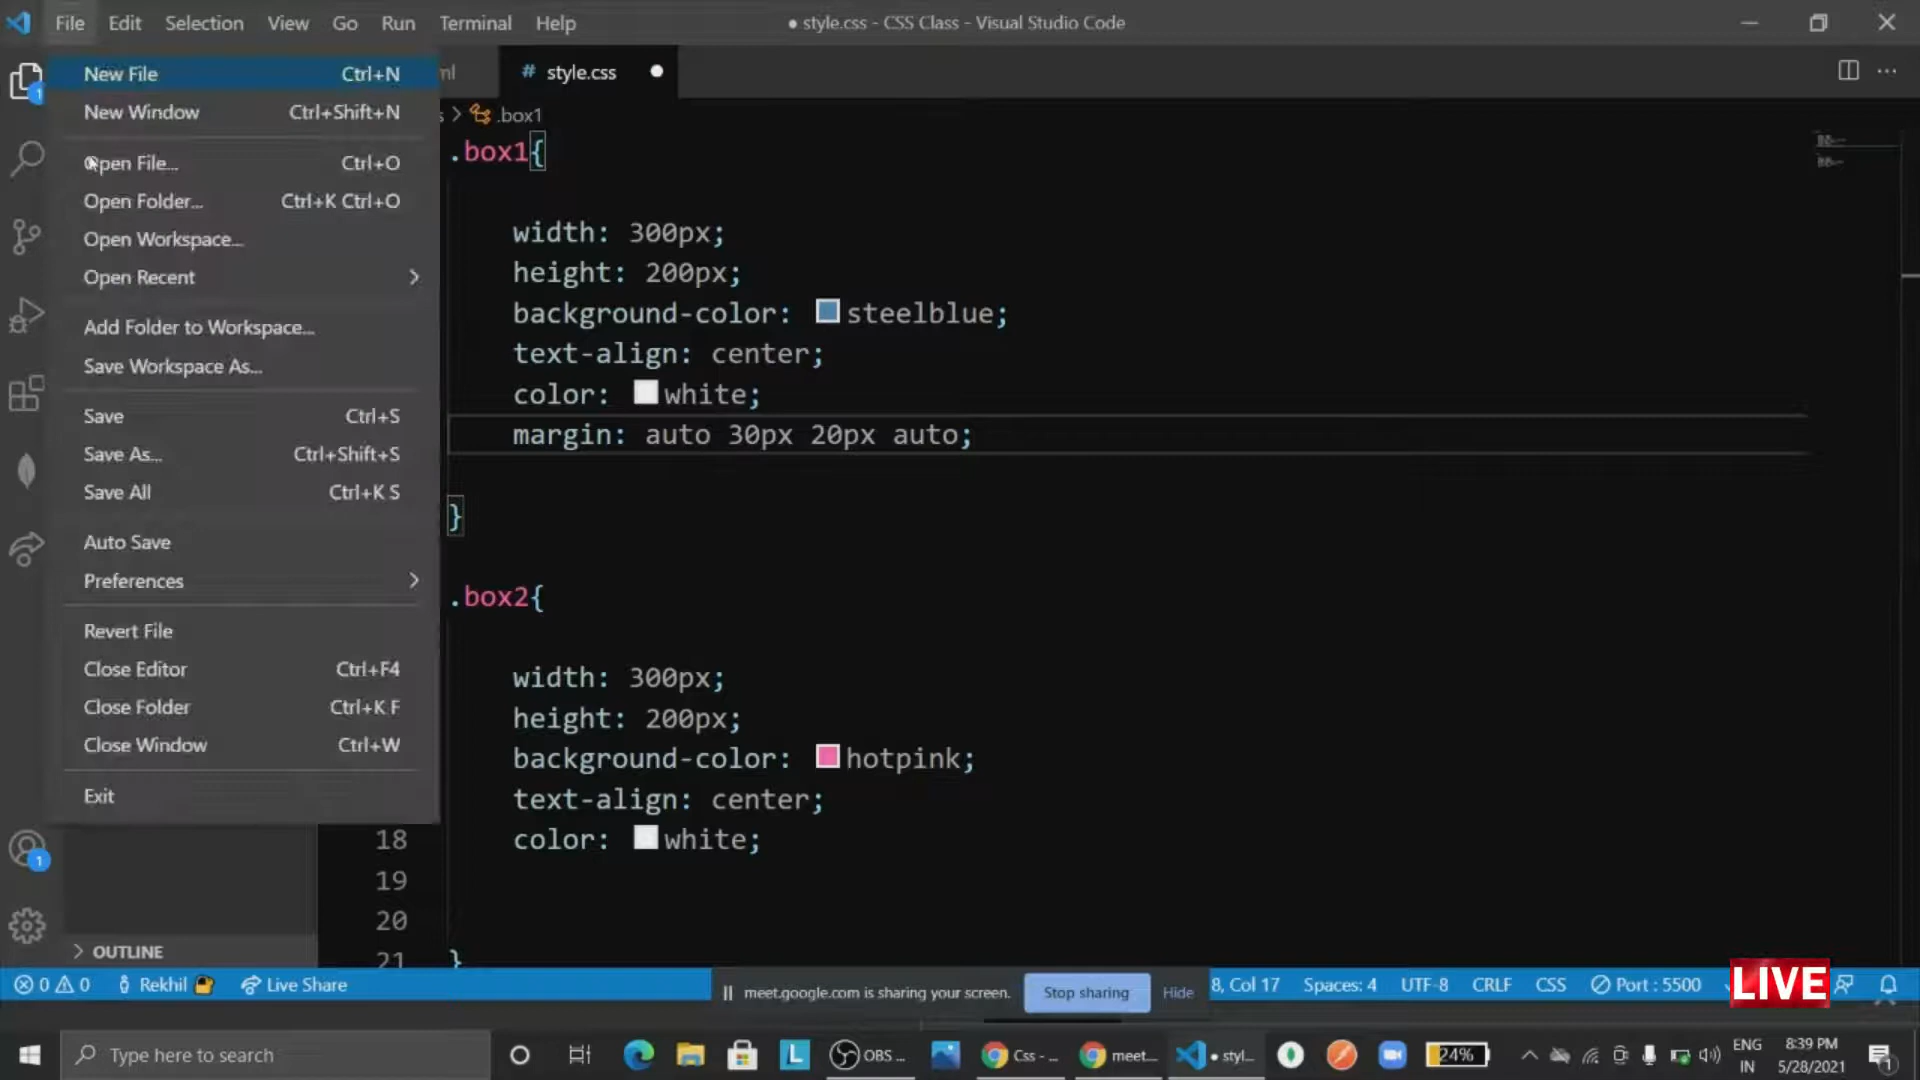 File Edit Selection View Go Run Terminal Help
● style.css - CSS Class - Visual Studio Code
New File Ctrl+N
New Window Ctrl+Shift+N
Open File... Ctrl+O
Open Folder... Ctrl+K Ctrl+O
Open Workspace...
Open Recent
Add Folder to Workspace...
Save Workspace As...
Save Ctrl+S
Save As... Ctrl+Shift+S
Save All Ctrl+K S
Auto Save
Preferences
Revert File
Close Editor Ctrl+F4
Close Folder Ctrl+K F
Close Window Ctrl+W
Exit
1
1
OUTLINE
# style.css
.box1
.box1{
width: 300px;
height: 200px;
background-color: steelblue;
text-align: center;
color: white;
margin: auto 30px 20px auto;
}
.box2{
width: 300px;
height: 200px;
background-color: hotpink;
text-align: center;
18 color: white;
19
20
21 }
0 0 Rekhil Live Share
meet.google.com is sharing your screen. Stop sharing Hide
8, Col 17 Spaces: 4 UTF-8 CRLF CSS Port : 5500
LIVE
Type here to search
L
OBS ...
Css - ...
meet...
● styl...
24%
ENG
IN
8:39 PM
5/28/2021
1